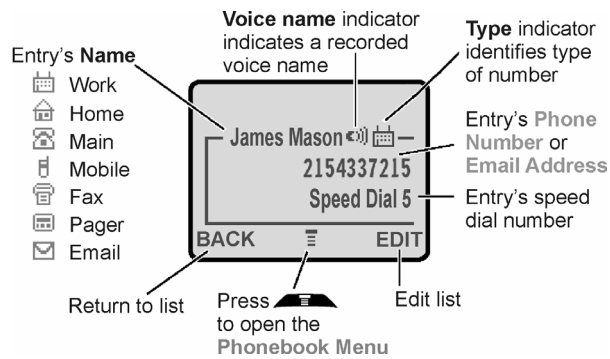 Voice name indicator
indicates a recorded
voice name
Type indicator
identifies type
of number
Entry's Name
Work
Home
Main
Mobile
Fax
Pager
Email
James Mason
2154337215
Speed Dial 5
BACK
EDIT
Entry's Phone
Number or
Email Address
Entry's speed
dial number
Return to list
Press
to open the
Phonebook Menu
Edit list